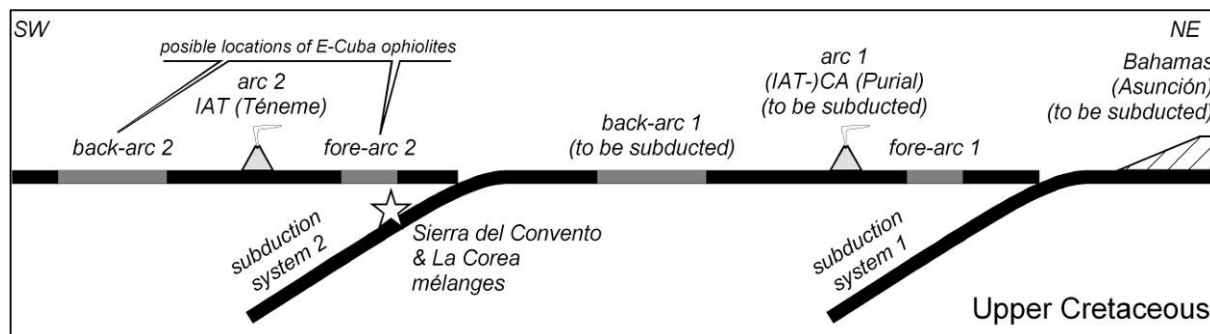 SW
NE
possible locations of E-Cuba ophiolites
arc 2
IAT (Téneme)
arc 1
(IAT-)CA (Purial)
(to be subducted)
Bahamas
(Asunción)
(to be subducted)
back-arc 2
fore-arc 2
back-arc 1
(to be subducted)
fore-arc 1
subduction
system 2
Sierra del Convento
& La Corea
mélanges
subduction
system 1
Upper Cretaceous